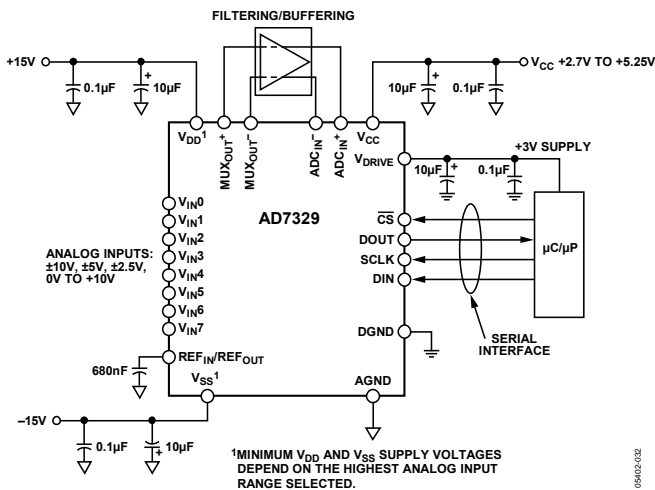 FILTERING/BUFFERING
+15V
0.1µF
+
10µF
VCC +2.7V TO +5.25V
10µF
+
0.1µF
VDD1
MUXOUT+
MUXOUT–
ADCIN–
ADCIN+
VCC
VDRIVE
+3V SUPPLY
10µF
+
0.1µF
AD7329
VIN0
VIN1
VIN2
VIN3
VIN4
VIN5
VIN6
VIN7
ANALOG INPUTS:
±10V, ±5V, ±2.5V,
0V TO +10V
CS
DOUT
SCLK
DIN
µC/µP
DGND
SERIAL
INTERFACE
REFIN/REFOUT
680nF
VSS1
AGND
–15V
0.1µF
10µF
+
1MINIMUM VDD AND VSS SUPPLY VOLTAGES
DEPEND ON THE HIGHEST ANALOG INPUT
RANGE SELECTED.
05402-032